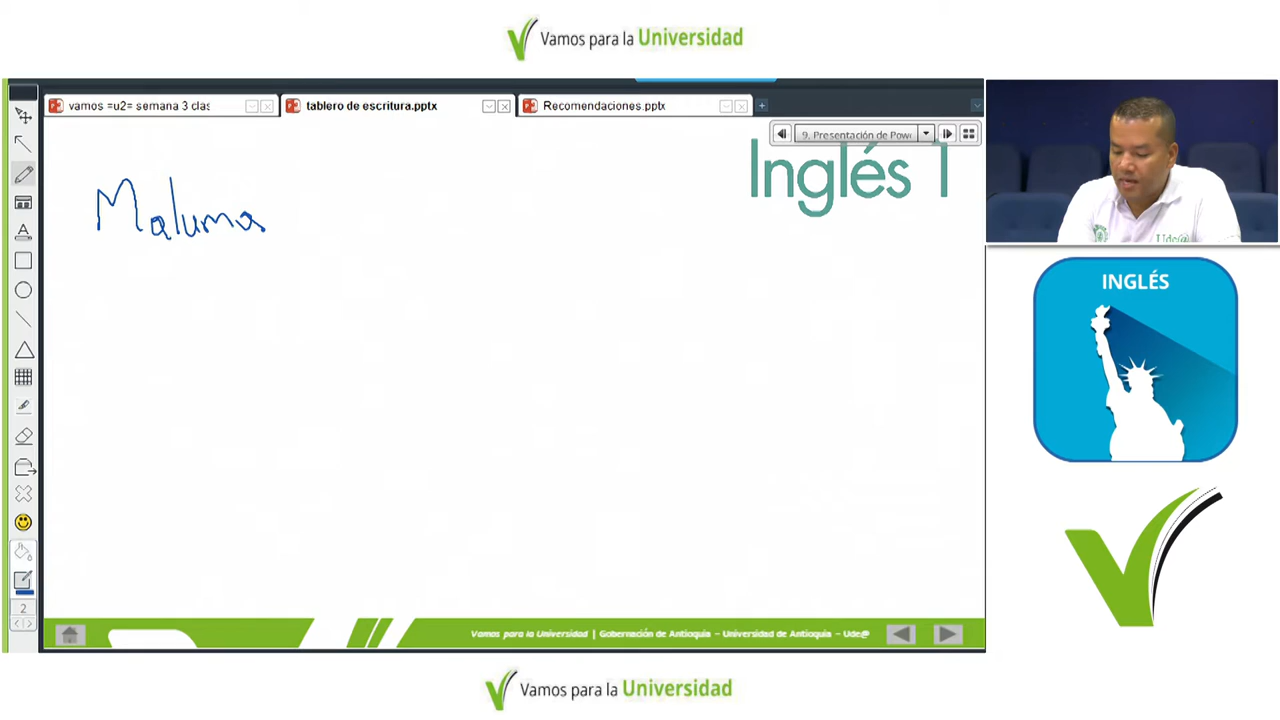 Vamos para la Universidad
vamos =u2= semana 3 clas
tablero de escritura.pptx
Recomendaciones.pptx
9. Presentación de Powe
Inglés 1
Maluma
Ude@
INGLÉS
2
Vamos para la Universidad | Gobernación de Antioquia – Universidad de Antioquia – Ude@
Vamos para la Universidad